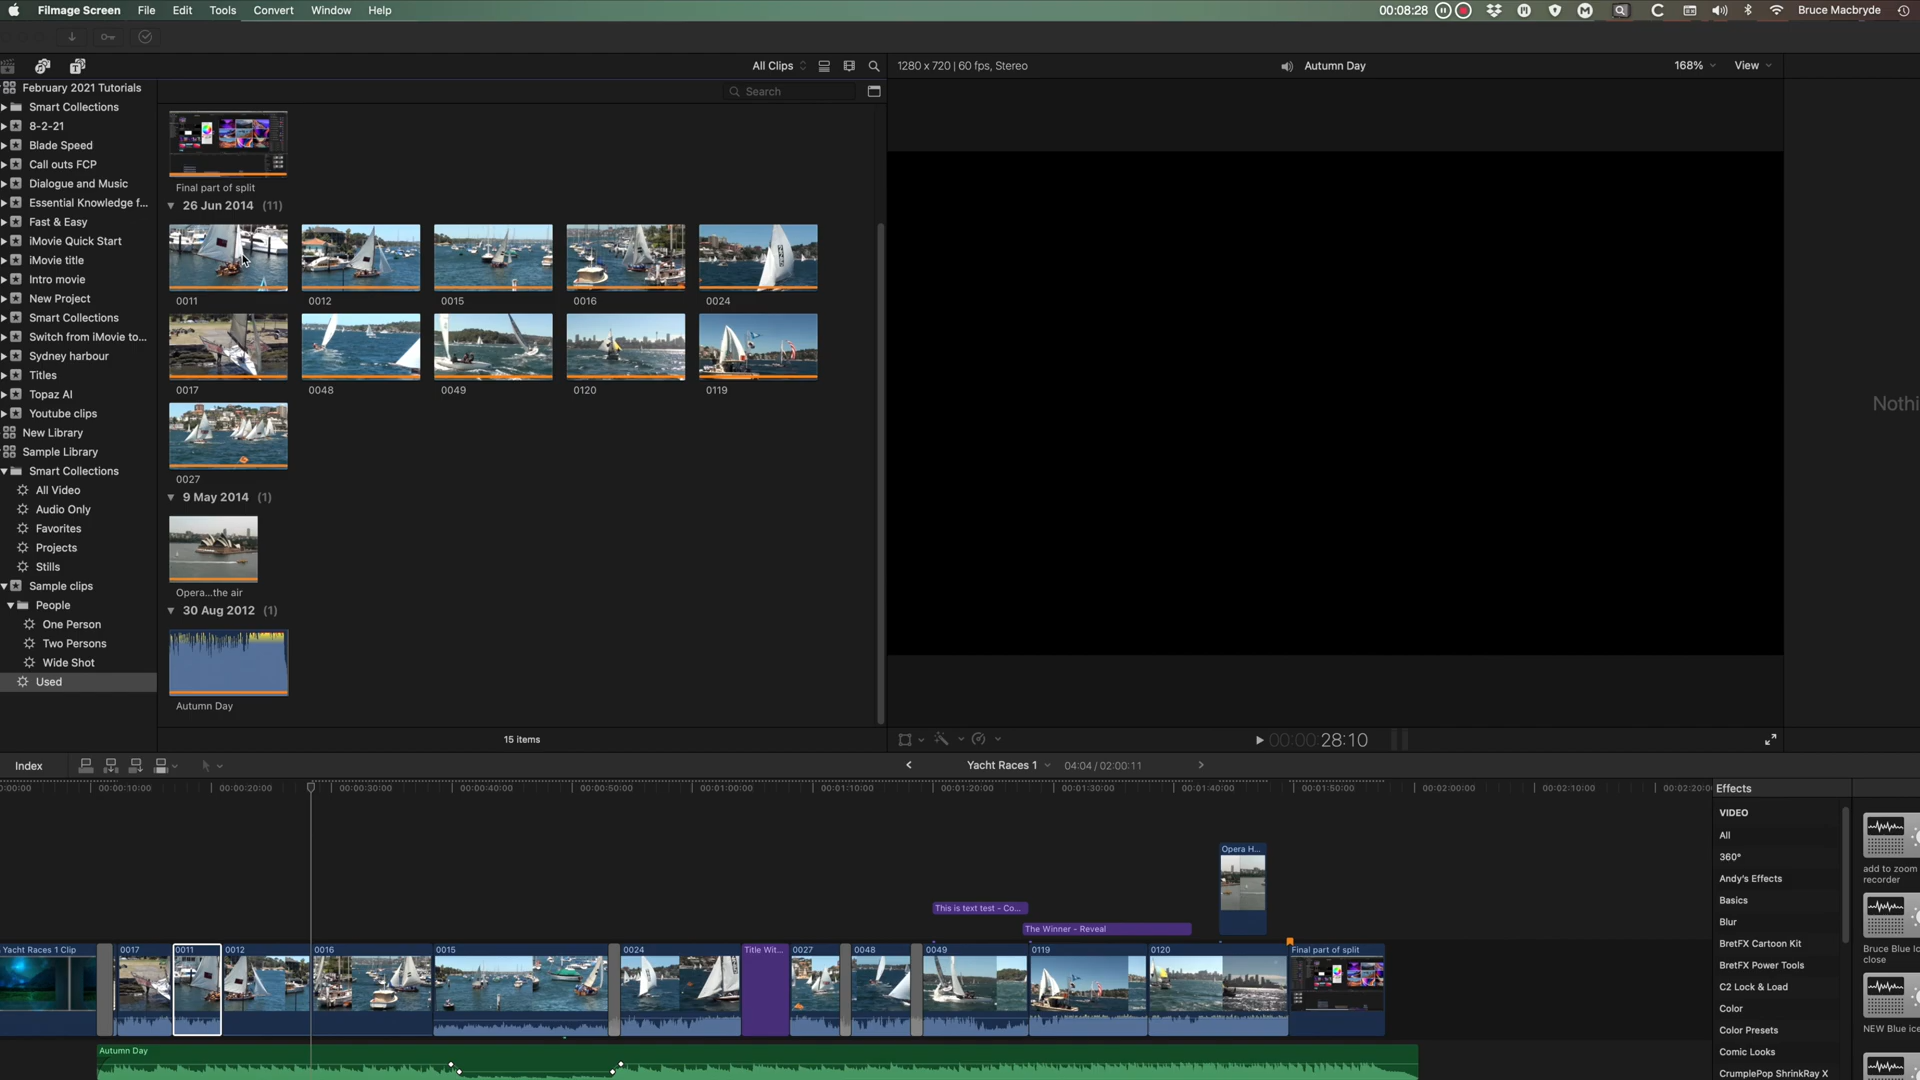 Filmage Screen File Edit Tools Convert Window Help 00:08:28 Bruce Macbryde
All Clips 1280 x 720 | 60 fps, Stereo Autumn Day 168% View
Search
February 2021 Tutorials
Smart Collections
8-2-21
Blade Speed
Call outs FCP
Dialogue and Music
Essential Knowledge f...
Fast & Easy
iMovie Quick Start
iMovie title
Intro movie
New Project
Smart Collections
Switch from iMovie to...
Sydney harbour
Titles
Topaz AI
Youtube clips
New Library
Sample Library
Smart Collections
All Video
Audio Only
Favorites
Projects
Stills
Sample clips
People
One Person
Two Persons
Wide Shot
Used
Final part of split
26 Jun 2014 (11)
0011 0012 0015 0016 0024
0017 0048 0049 0120 0119
0027
9 May 2014 (1)
Opera...the air
30 Aug 2012 (1)
Autumn Day
15 items
Nothi
00:00:28:10
Index Yacht Races 1 04:04 / 02:00:11
00:00:00 00:00:10:00 00:00:20:00 00:00:30:00 00:00:40:00 00:00:50:00 00:01:00:00 00:01:10:00 00:01:20:00 00:01:30:00 00:01:40:00 00:01:50:00 00:02:00:00 00:02:10:00 00:02:20:00
Opera H...
This is text test - Co...
The Winner - Reveal
Yacht Races 1 Clip 0017 0011 0012 0016 0015 0024 Title Wit... 0027 0048 0049 0119 0120 Final part of split
Autumn Day
Effects
VIDEO
All
360°
Andy's Effects
Basics
Blur
BretFX Cartoon Kit
BretFX Power Tools
C2 Lock & Load
Color
Color Presets
Comic Looks
CrumplePop ShrinkRay X
add to zoom
recorder
Bruce Blue Ic
close
NEW Blue ice